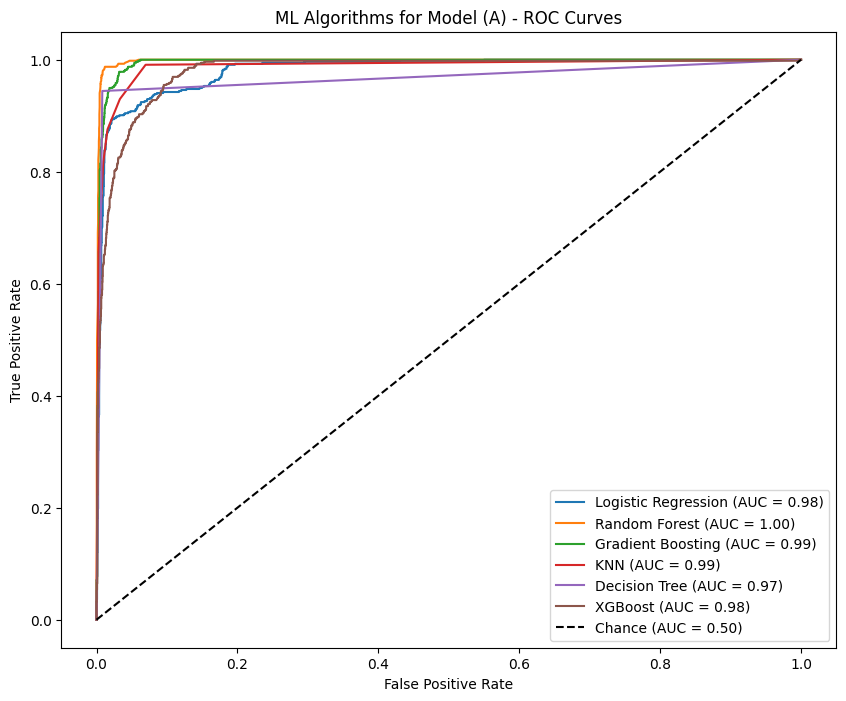 ML Algorithms for Model (A) - ROC Curves
True Positive Rate
1.0
0.8
0.6
0.4
0.2
0.0
Logistic Regression (AUC = 0.98)
Random Forest (AUC = 1.00)
Gradient Boosting (AUC = 0.99)
KNN (AUC = 0.99)
Decision Tree (AUC = 0.97)
XGBoost (AUC = 0.98)
Chance (AUC = 0.50)
0.0 0.2 0.4 0.6 0.8 1.0
False Positive Rate